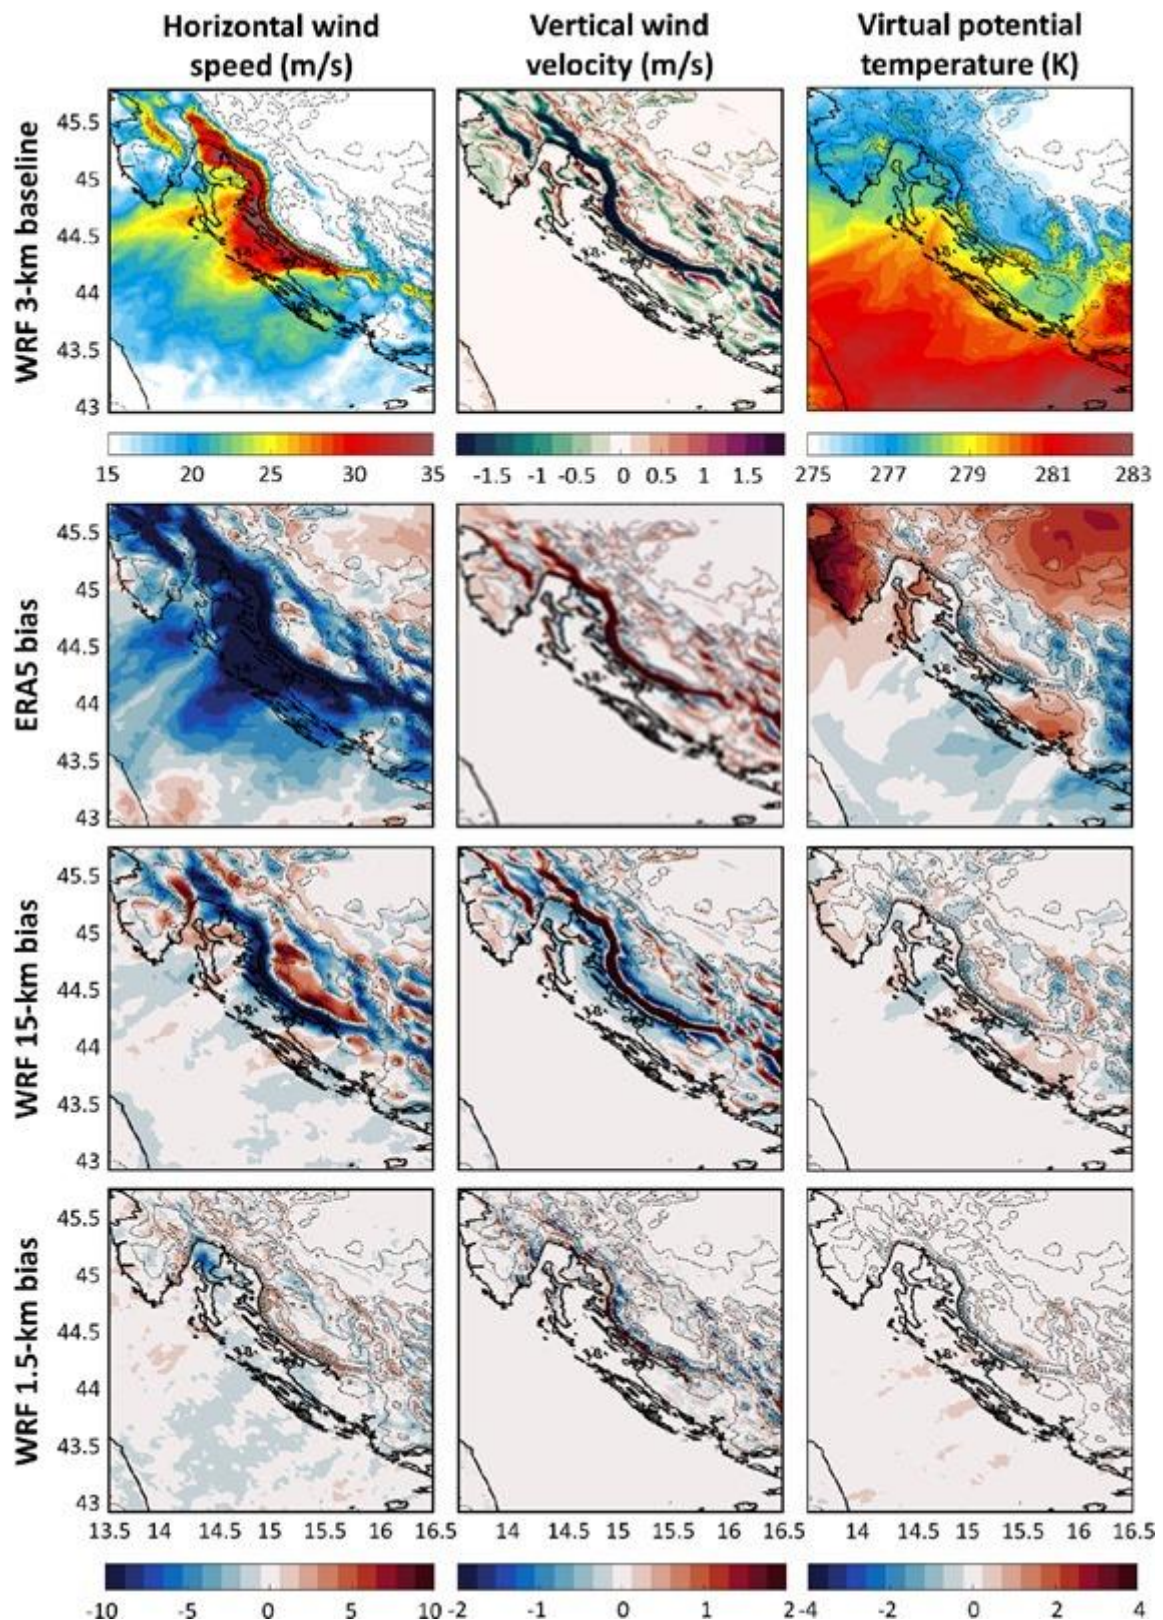 Horizontal wind
speed (m/s)
Vertical wind
velocity (m/s)
Virtual potential
temperature (K)
WRF 3-km baseline
45.5
45
44.5
44
43.5
43
15 20 25 30 35
-1.5 -1 -0.5 0 0.5 1 1.5
275 277 279 281 283
ERA5 bias
45.5
45
44.5
44
43.5
43
WRF 15-km bias
45.5
45
44.5
44
43.5
43
WRF 1.5-km bias
45.5
45
44.5
44
43.5
43
13.5 14 14.5 15 15.5 16 16.5
14 14.5 15 15.5 16 16.5
14 14.5 15 15.5 16 16.5
-10 -5 0 5 10
-2 -1 0 1 2
-4 -2 0 2 4